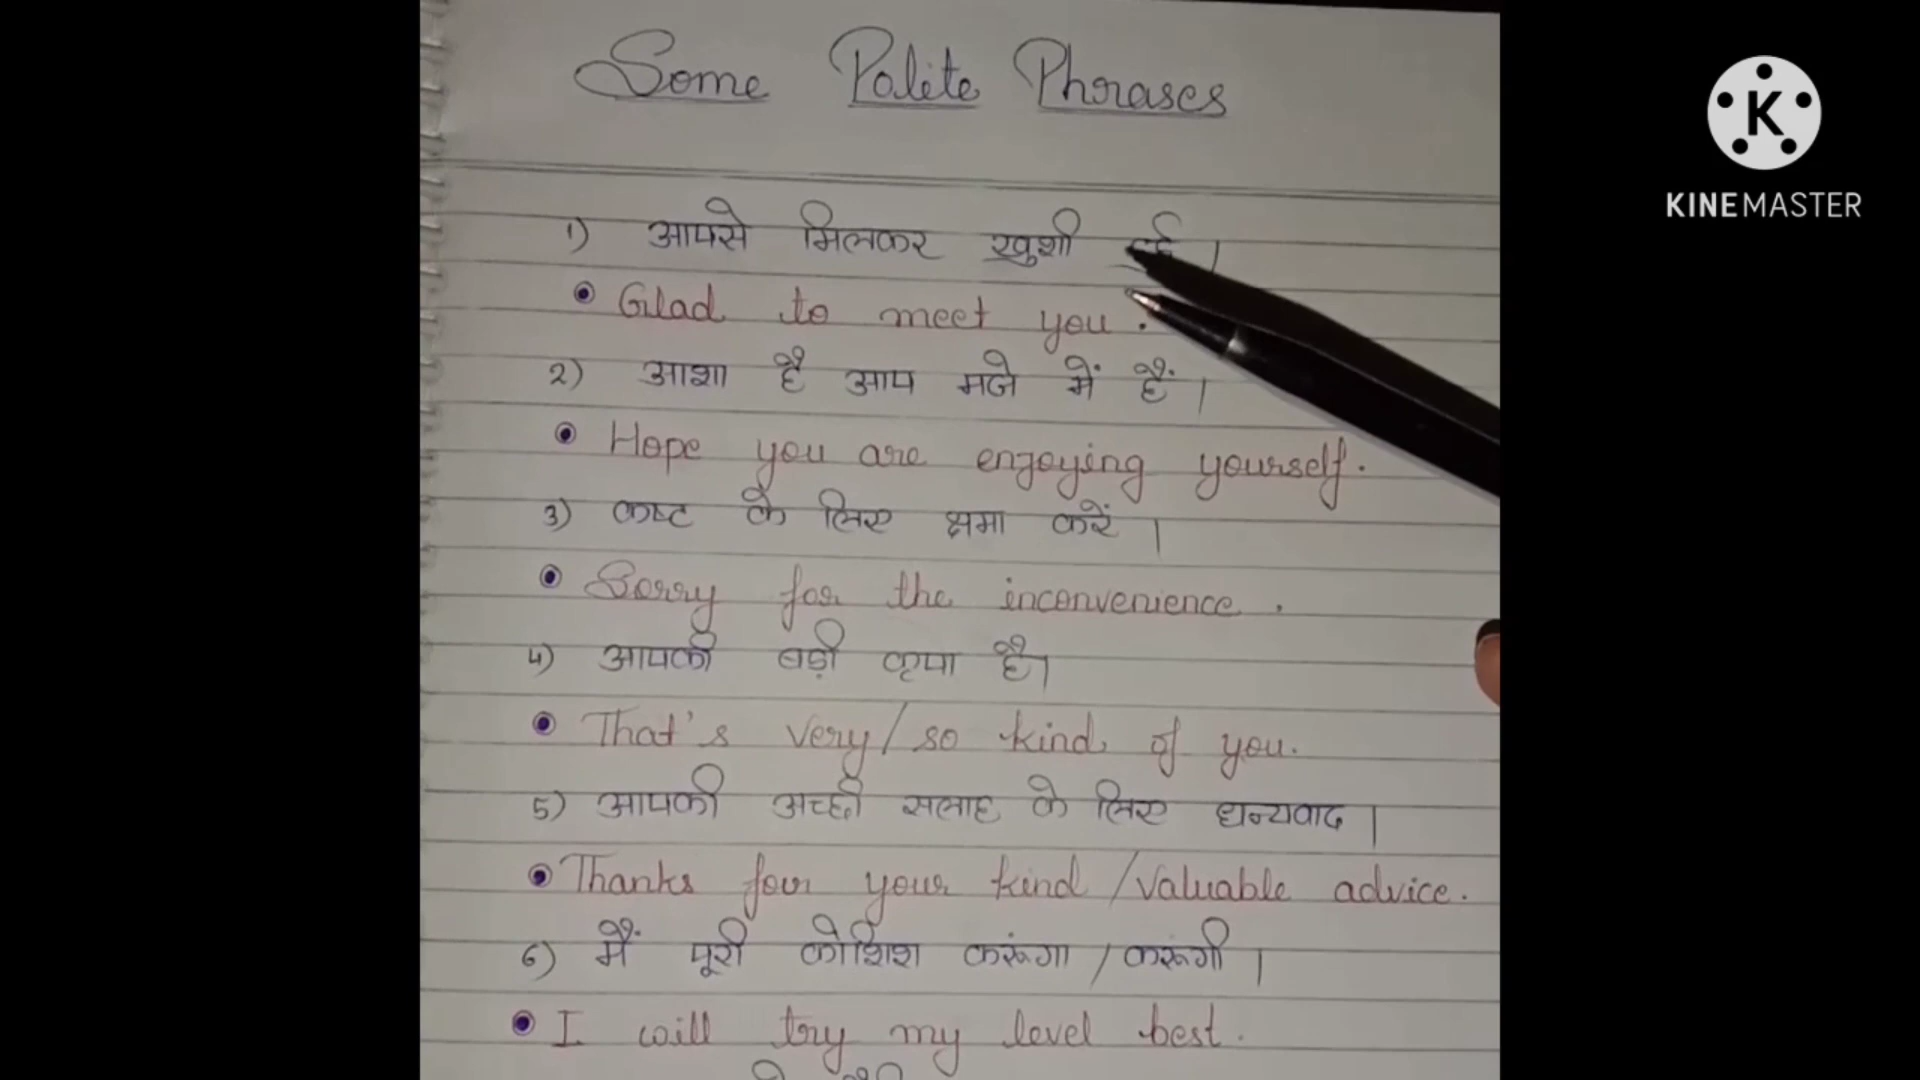 Some Polite Phrases
1) आपसे मिलकर खुशी हुई।
Glad to meet you.
2) आशा है आप मजे में हैं।
Hope you are enjoying yourself.
3) कष्ट के लिए क्षमा करें।
Sorry for the inconvenience.
4) आपकी बड़ी कृपा है।
That's very/so kind of you.
5) आपकी अच्छी सलाह के लिए धन्यवाद।
Thanks for your kind/valuable advice.
6) मैं पूरी कोशिश करूंगा / करूंगी।
I will try my level best.
K
KINEMASTER